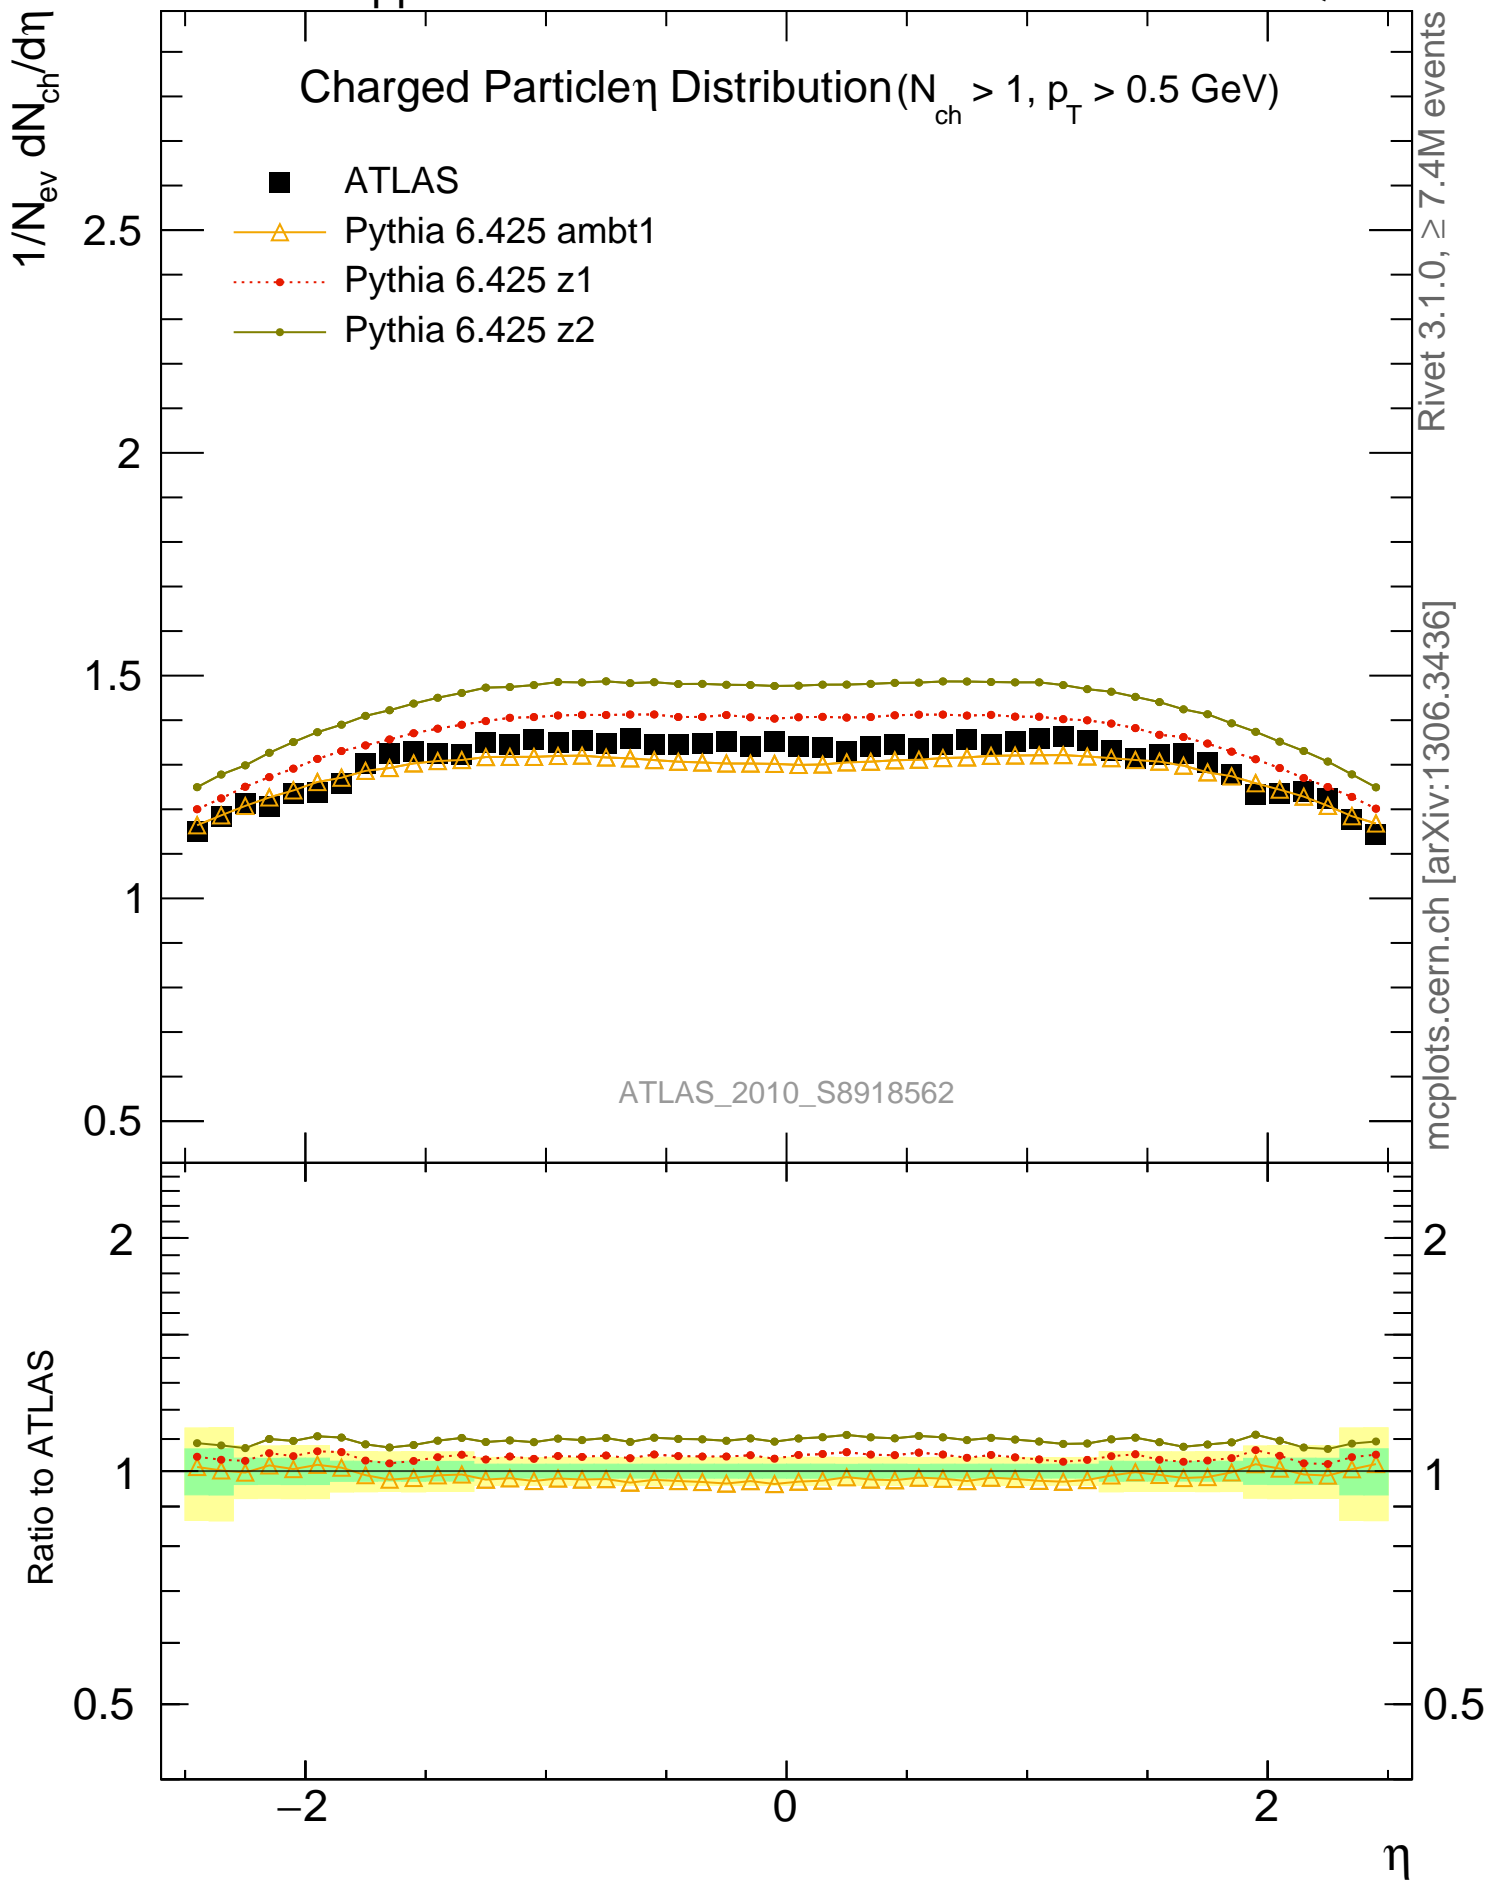 Charged Particleη Distribution (N_ch > 1, p_T > 0.5 GeV)
1/N_ev dN_ch/dη
ATLAS
Pythia 6.425 ambt1
Pythia 6.425 z1
Pythia 6.425 z2
2.5
2
1.5
1
0.5
ATLAS_2010_S8918562
Rivet 3.1.0, ≥ 7.4M events
mcplots.cern.ch [arXiv:1306.3436]
Ratio to ATLAS
2
2
1
1
0.5
0.5
−2
0
2
η